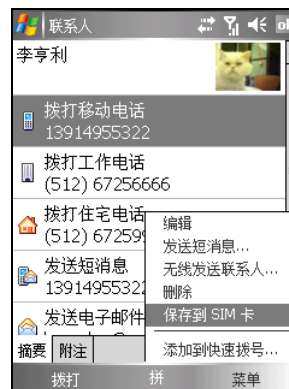 联系人
李亨利
拨打移动电话
13914955322
拨打工作电话
(512) 67256666
拨打住宅电话
(512) 67259
发送短消息
1391495532
发送电子邮件
编辑
发送短消息...
无线发送联系人...
删除
保存到 SIM 卡
添加到快速拨号...
摘要 附注
拨打 拼 菜单